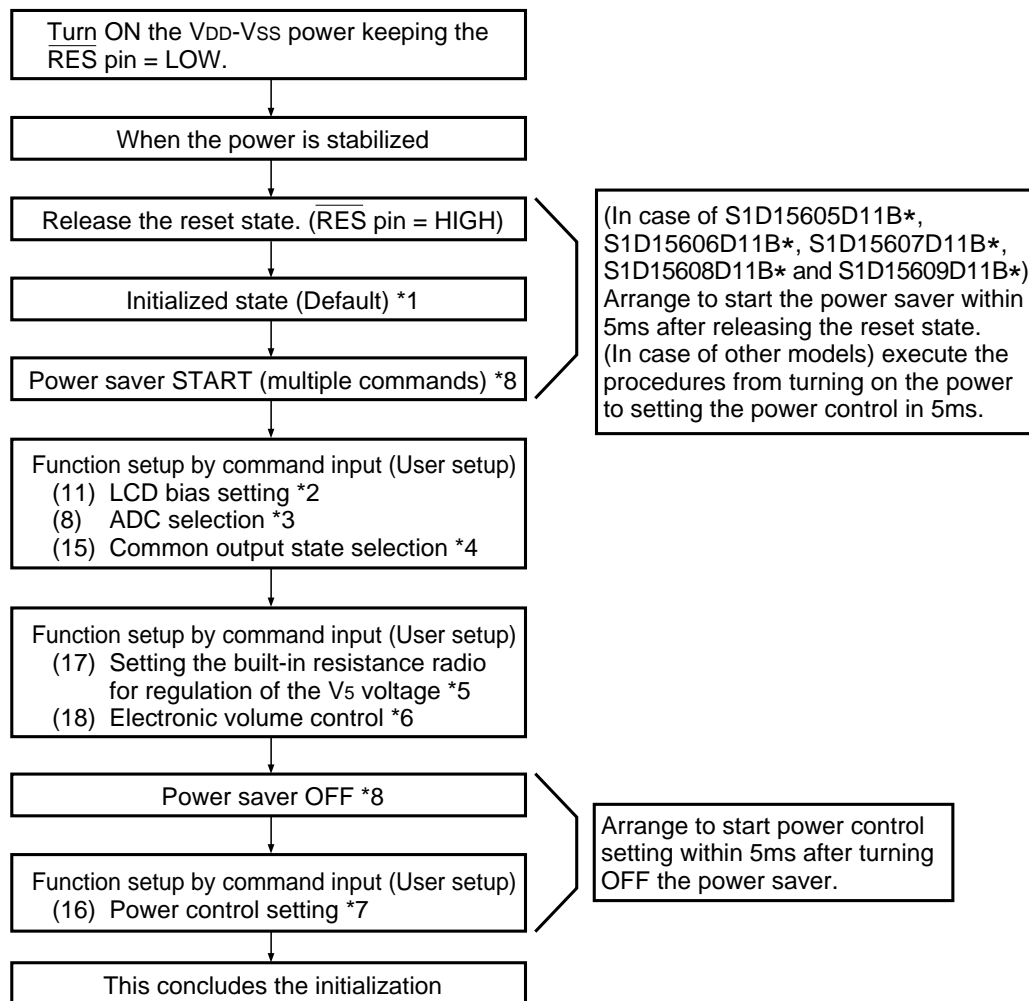 Turn ON the VDD-VSS power keeping the
RES pin = LOW.
When the power is stabilized
Release the reset state. (RES pin = HIGH)
Initialized state (Default) *1
Power saver START (multiple commands) *8
(In case of S1D15605D11B*,
S1D15606D11B*, S1D15607D11B*,
S1D15608D11B* and S1D15609D11B*)
Arrange to start the power saver within
5ms after releasing the reset state.
(In case of other models) execute the
procedures from turning on the power
to setting the power control in 5ms.
Function setup by command input (User setup)
(11) LCD bias setting *2
(8) ADC selection *3
(15) Common output state selection *4
Function setup by command input (User setup)
(17) Setting the built-in resistance radio
for regulation of the V5 voltage *5
(18) Electronic volume control *6
Power saver OFF *8
Function setup by command input (User setup)
(16) Power control setting *7
Arrange to start power control
setting within 5ms after turning
OFF the power saver.
This concludes the initialization